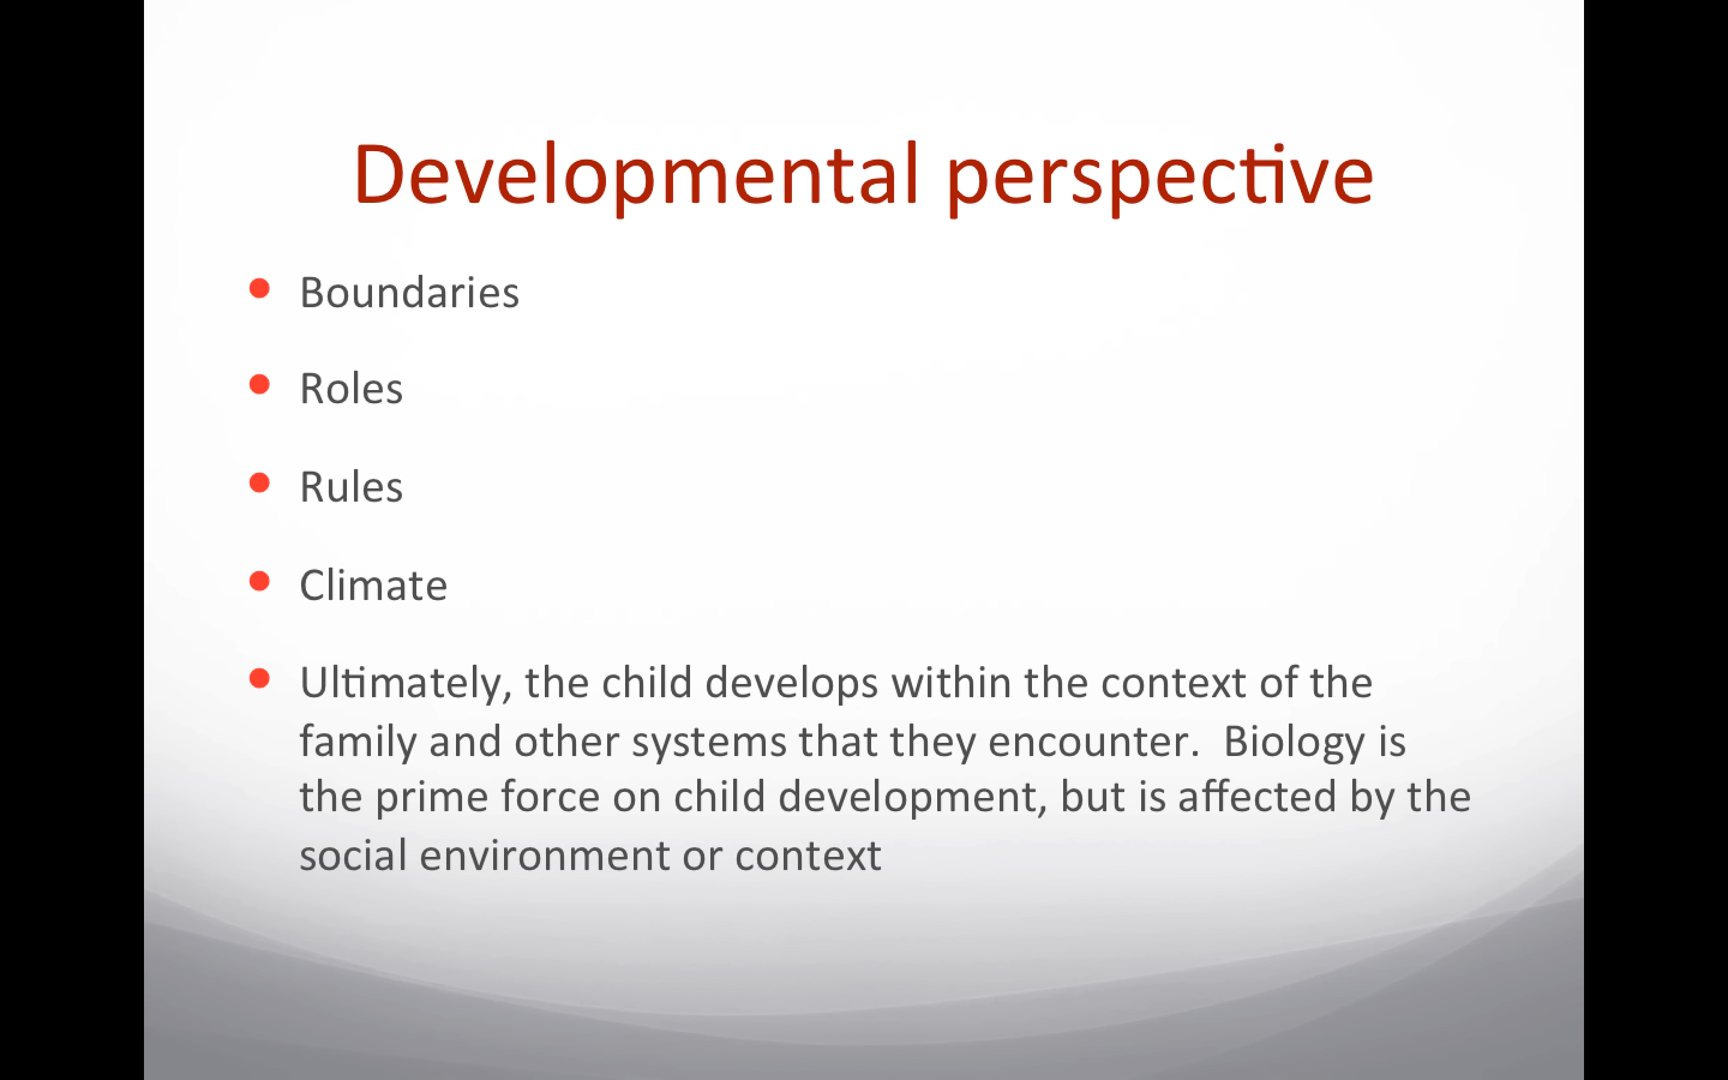 Developmental perspective
• Boundaries
• Roles
• Rules
• Climate
• Ultimately, the child develops within the context of the
family and other systems that they encounter.  Biology is
the prime force on child development, but is affected by the
social environment or context